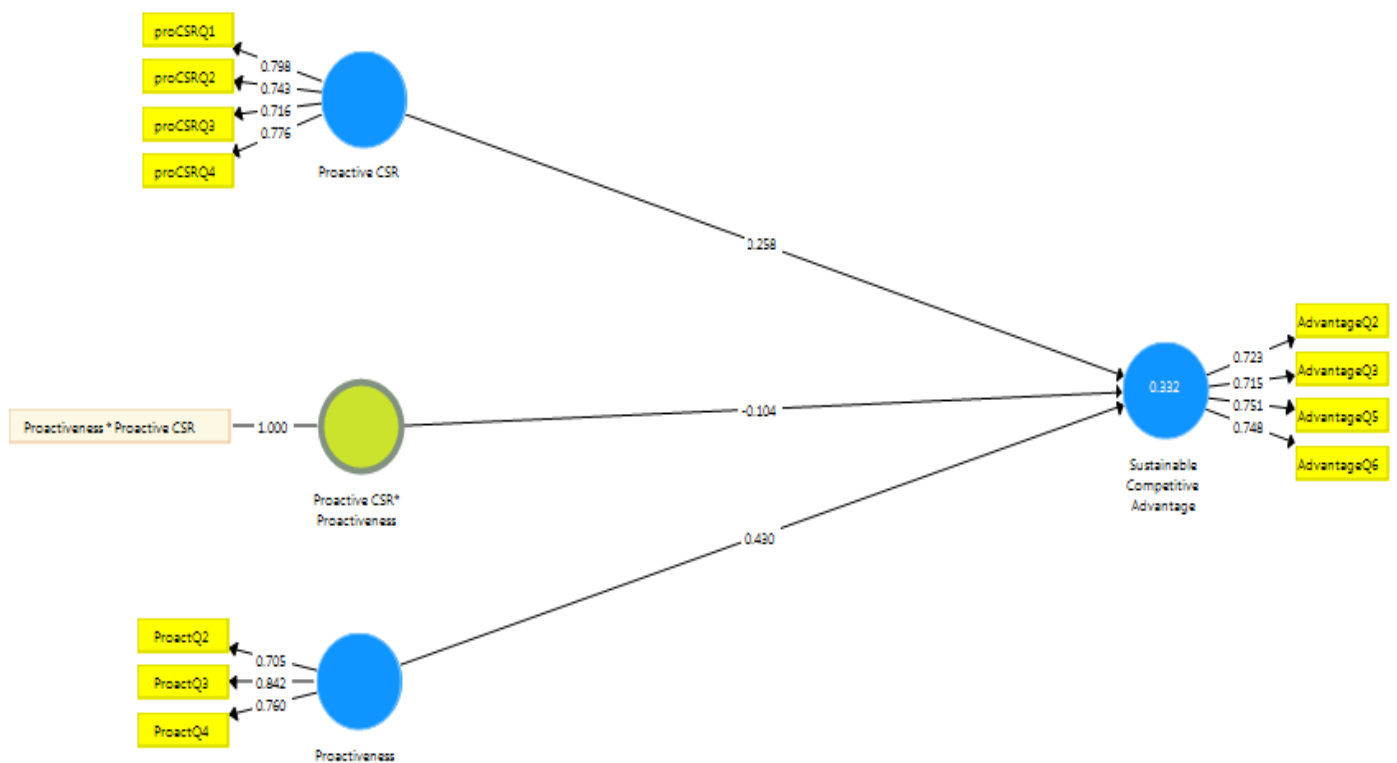 proCSRQ1
0.798
proCSRQ2
0.743
0.716
proCSRQ3
0.776
proCSRQ4
Proactive CSR
0.258
AdvantageQ2
0.723
AdvantageQ3
0.715
0.332
0.751
AdvantageQ5
0.748
AdvantageQ6
Sustainable
Competitive
Advantage
-0.104
Proactiveness * Proactive CSR
1.000
Proactive CSR*
Proactiveness
0.430
ProactQ2
0.705
ProactQ3
0.842
0.760
ProactQ4
Proactiveness